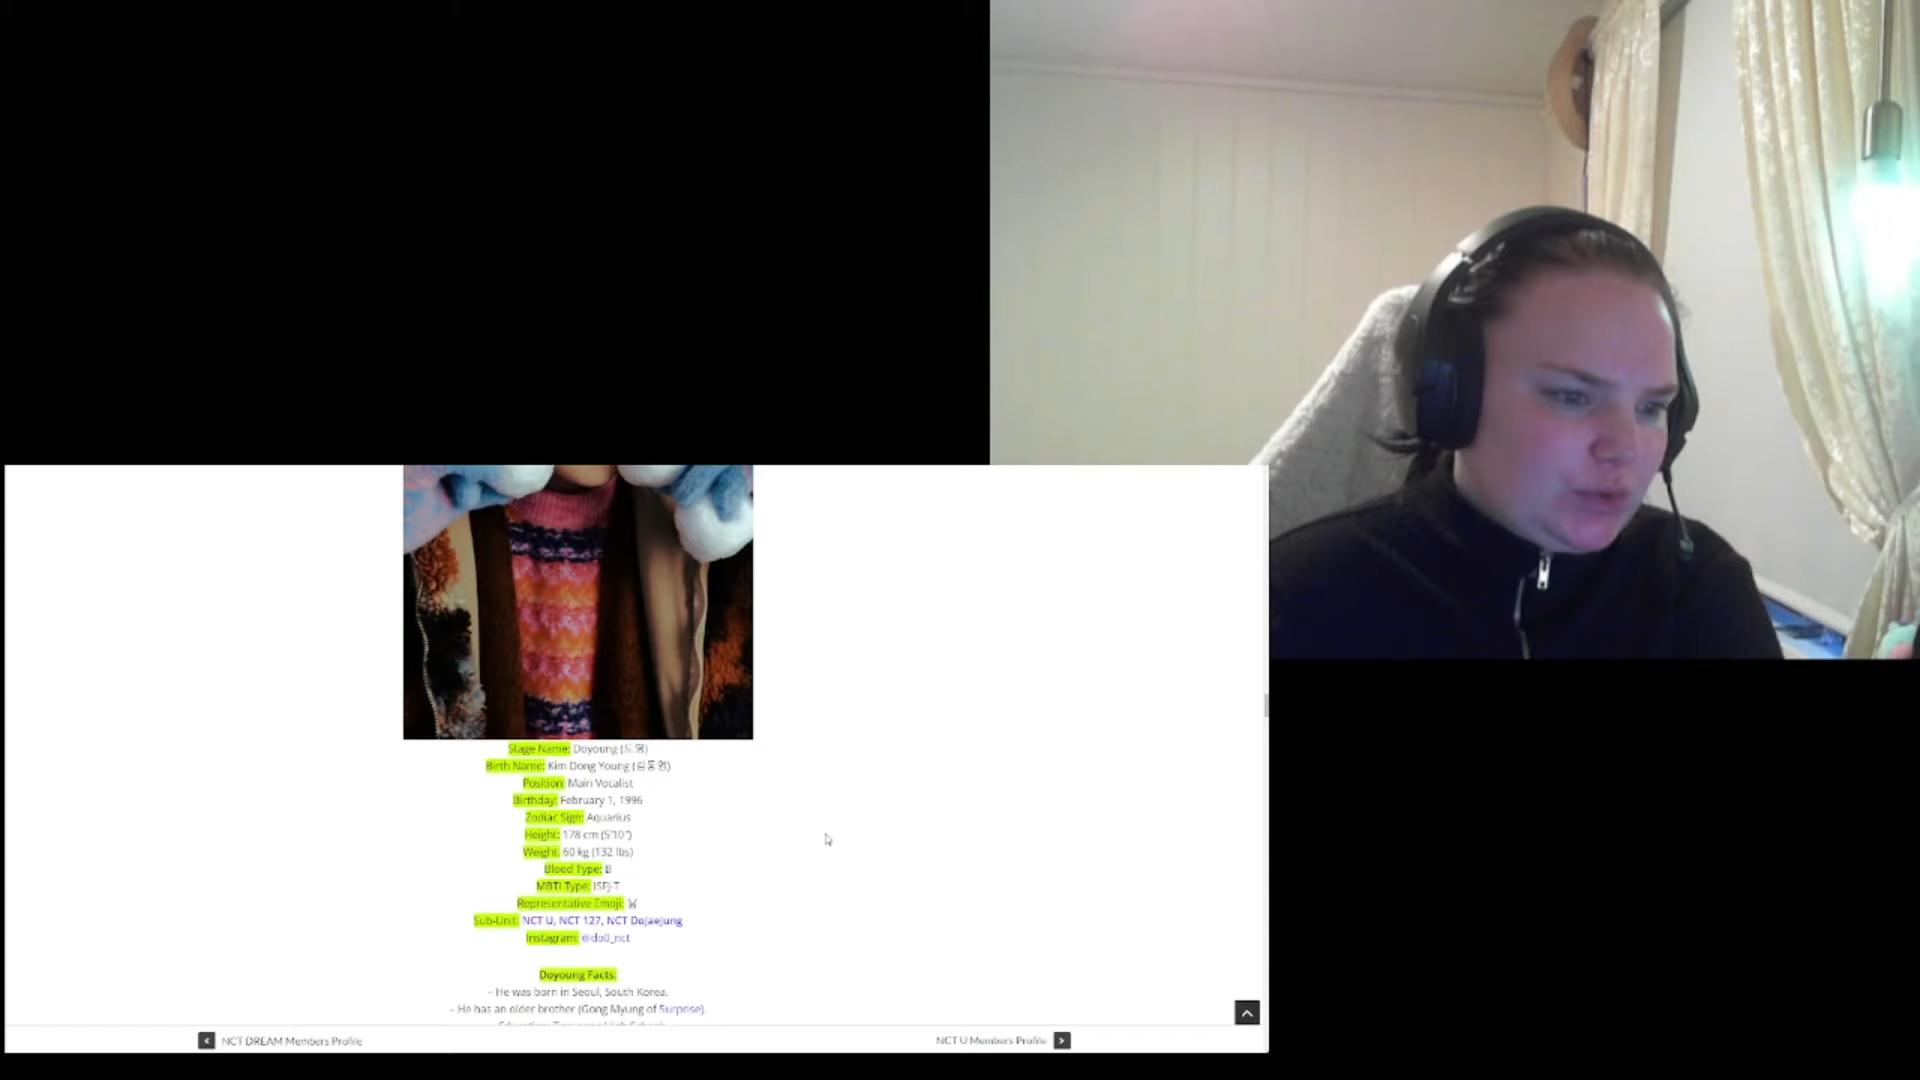 Stage Name: Doyoung (도영)
Birth Name: Kim Dong Young (김동영)
Position: Main Vocalist
Birthday: February 1, 1996
Zodiac Sign: Aquarius
Height: 178 cm (5'10")
Weight: 60 kg (132 lbs)
Blood Type: B
MBTI Type: ISFJ-T
Representative Emoji:
Sub-Unit: NCT U, NCT 127, NCT DoJaeJung
Instagram: @do0_nct
Doyoung Facts:
– He was born in Seoul, South Korea.
– He has an older brother (Gong Myung of 5urprise).
NCT DREAM Members Profile
NCT U Members Profile